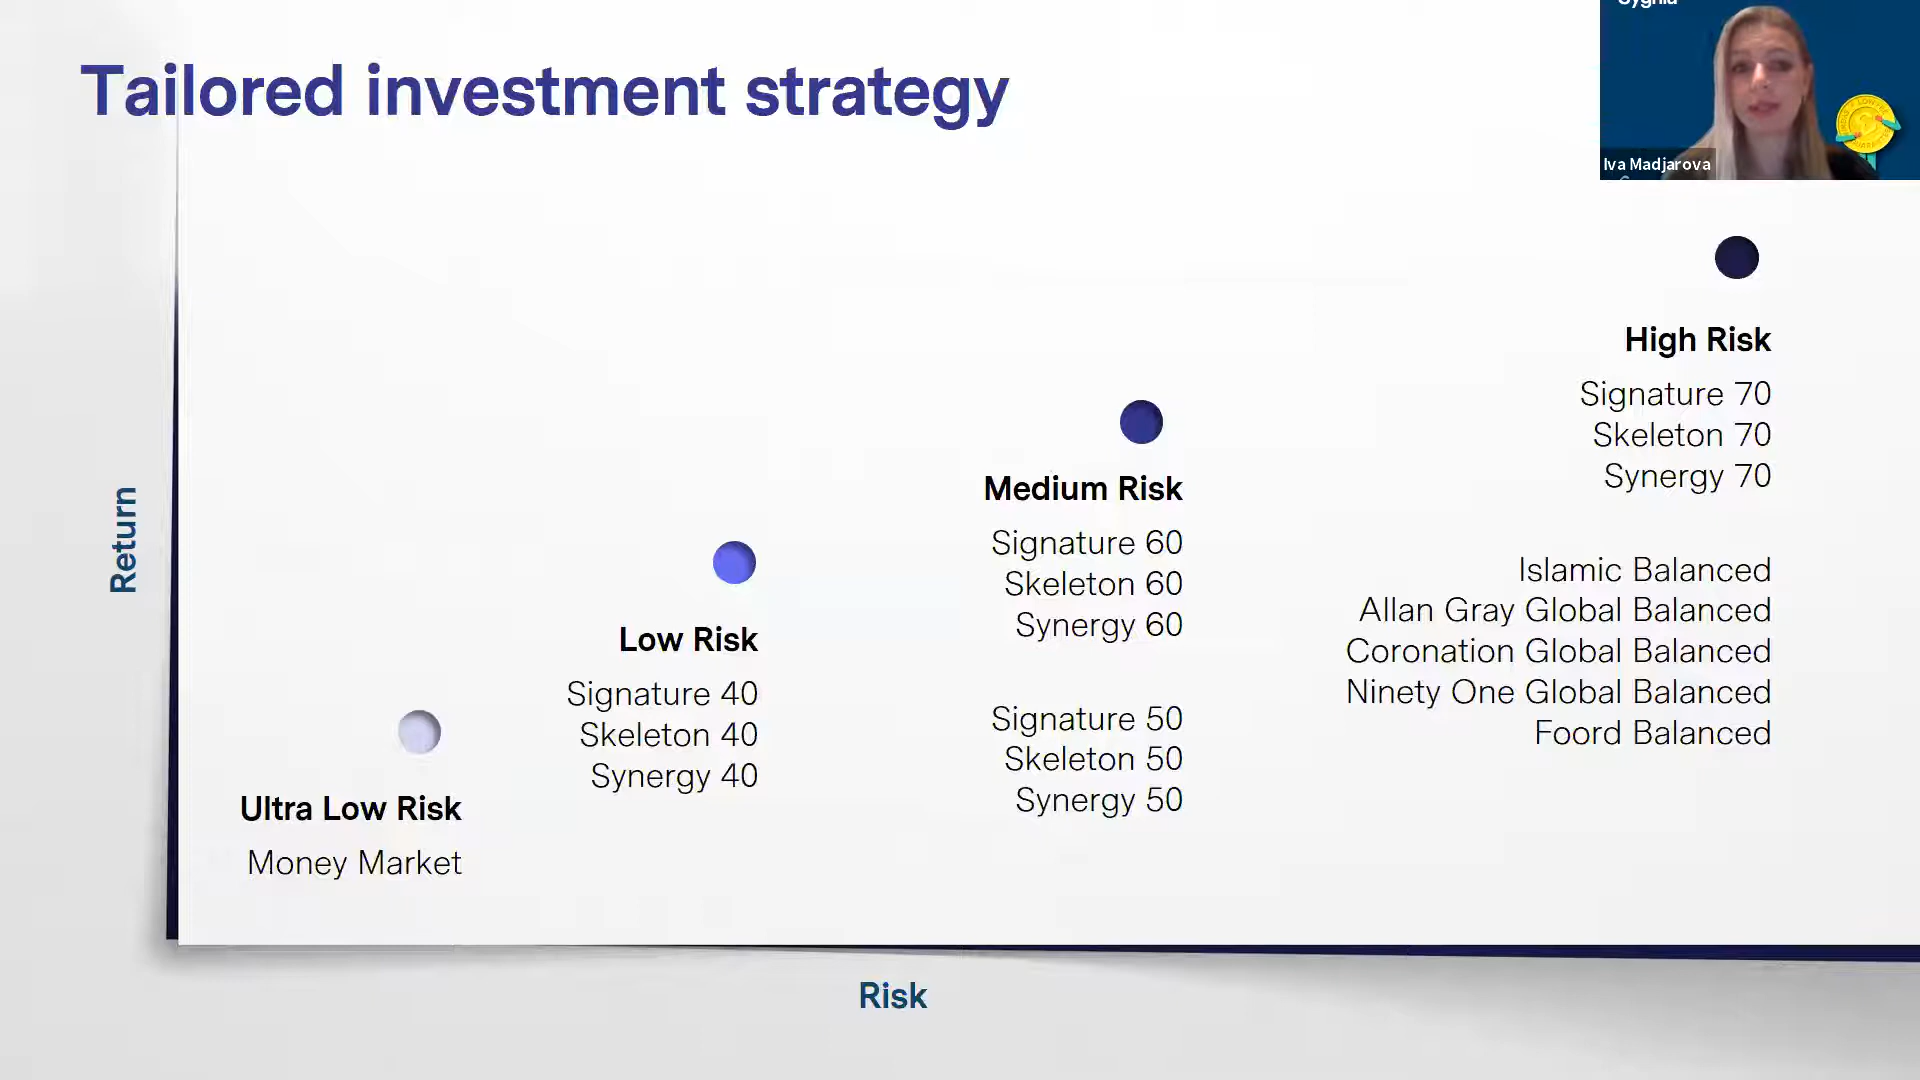 Tailored investment strategy
Sygnia
Iva Madjarova
Return
High Risk
Signature 70
Skeleton 70
Synergy 70
Islamic Balanced
Allan Gray Global Balanced
Coronation Global Balanced
Ninety One Global Balanced
Foord Balanced
Medium Risk
Signature 60
Skeleton 60
Synergy 60
Signature 50
Skeleton 50
Synergy 50
Low Risk
Signature 40
Skeleton 40
Synergy 40
Ultra Low Risk
Money Market
Risk